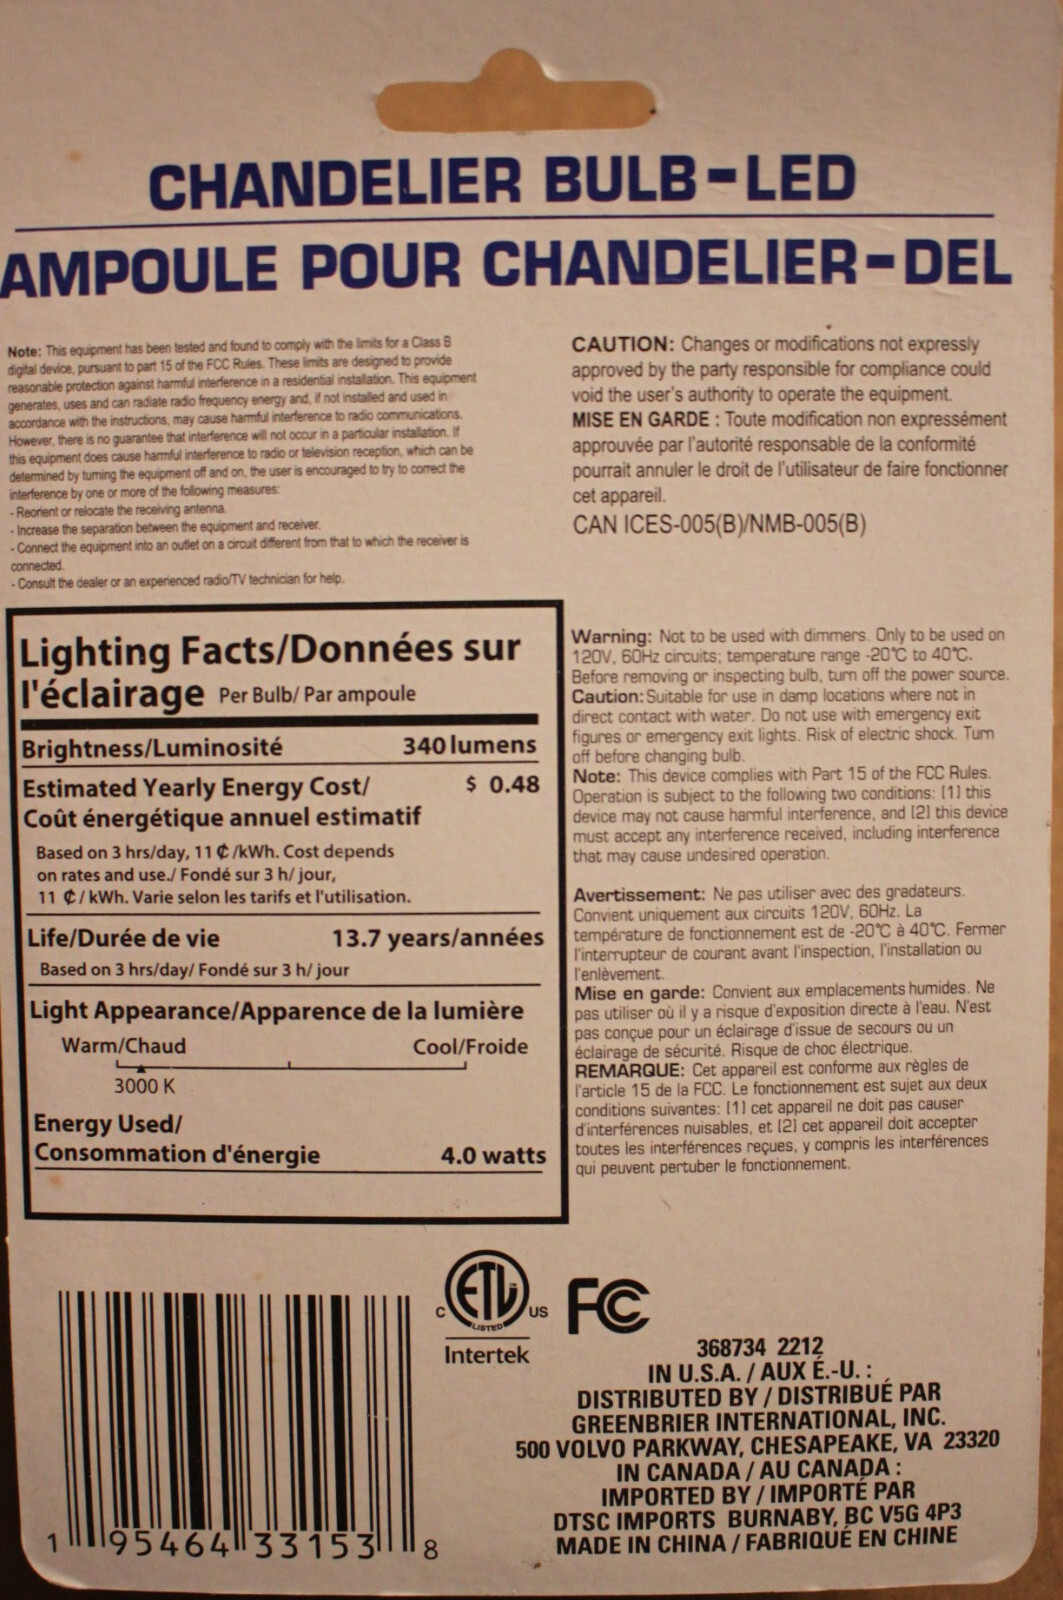 CHANDELIER BULB-LED
AMPOULE POUR CHANDELIER-DEL
Note: This equipment has been tested and found to comply with the limits for a Class B
digital device, pursuant to part 15 of the FCC Rules. These limits are designed to provide
reasonable protection against harmful interference in a residential installation. This equipment
generates, uses and can radiate radio frequency energy and, if not installed and used in
accordance with the instructions, may cause harmful interference to radio communications.
However, there is no guarantee that interference will not occur in a particular installation. If
this equipment does cause harmful interference to radio or television reception, which can be
determined by turning the equipment off and on, the user is encouraged to try to correct the
interference by one or more of the following measures:
- Reorient or relocate the receiving antenna.
- Increase the separation between the equipment and receiver.
- Connect the equipment into an outlet on a circuit different from that to which the receiver is
connected.
- Consult the dealer or an experienced radio/TV technician for help.
CAUTION: Changes or modifications not expressly
approved by the party responsible for compliance could
void the user's authority to operate the equipment.
MISE EN GARDE : Toute modification non expressément
approuvée par l'autorité responsable de la conformité
pourrait annuler le droit de l'utilisateur de faire fonctionner
cet appareil.
CAN ICES-005(B)/NMB-005(B)
Lighting Facts/Données sur
l'éclairage Per Bulb/ Par ampoule
Brightness/Luminosité 340 lumens
Estimated Yearly Energy Cost/ $ 0.48
Coût énergétique annuel estimatif
Based on 3 hrs/day, 11 ¢/kWh. Cost depends
on rates and use./ Fondé sur 3 h/ jour,
11 ¢/ kWh. Varie selon les tarifs et l'utilisation.
Life/Durée de vie 13.7 years/années
Based on 3 hrs/day/ Fondé sur 3 h/ jour
Light Appearance/Apparence de la lumière
Warm/Chaud Cool/Froide
3000 K
Energy Used/
Consommation d'énergie 4.0 watts
Warning: Not to be used with dimmers. Only to be used on
120V, 60Hz circuits; temperature range -20°C to 40°C.
Before removing or inspecting bulb, turn off the power source.
Caution: Suitable for use in damp locations where not in
direct contact with water. Do not use with emergency exit
figures or emergency exit lights. Risk of electric shock. Turn
off before changing bulb.
Note: This device complies with Part 15 of the FCC Rules.
Operation is subject to the following two conditions: [1] this
device may not cause harmful interference, and [2] this device
must accept any interference received, including interference
that may cause undesired operation.
Avertissement: Ne pas utiliser avec des gradateurs.
Convient uniquement aux circuits 120V, 60Hz. La
température de fonctionnement est de -20°C à 40°C. Fermer
l'interrupteur de courant avant l'inspection, l'installation ou
l'enlèvement.
Mise en garde: Convient aux emplacements humides. Ne
pas utiliser où il y a risque d'exposition directe à l'eau. N'est
pas conçue pour un éclairage d'issue de secours ou un
éclairage de sécurité. Risque de choc électrique.
REMARQUE: Cet appareil est conforme aux règles de
l'article 15 de la FCC. Le fonctionnement est sujet aux deux
conditions suivantes: [1] cet appareil ne doit pas causer
d'interférences nuisables, et [2] cet appareil doit accepter
toutes les interférences reçues, y compris les interférences
qui peuvent pertuber le fonctionnement.
C ETL US
LISTED
Intertek
FC
1 95464 33153 8
368734 2212
IN U.S.A. / AUX É.-U. :
DISTRIBUTED BY / DISTRIBUÉ PAR
GREENBRIER INTERNATIONAL, INC.
500 VOLVO PARKWAY, CHESAPEAKE, VA 23320
IN CANADA / AU CANADA :
IMPORTED BY / IMPORTÉ PAR
DTSC IMPORTS BURNABY, BC V5G 4P3
MADE IN CHINA / FABRIQUÉ EN CHINE